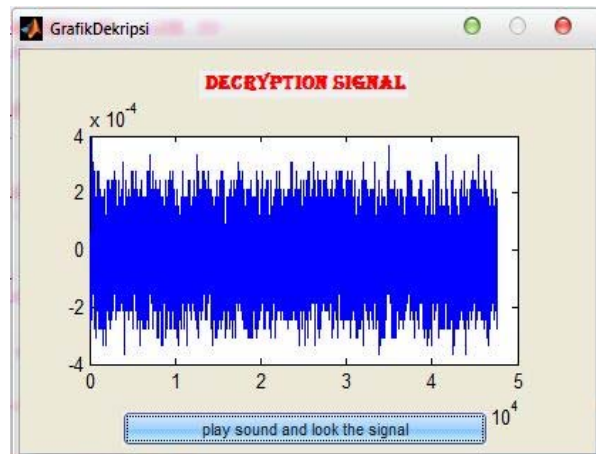 GrafikDekripsi
DECRYPTION SIGNAL
x 10-4
4
2
0
-2
-4
0 1 2 3 4 5
10^4
play sound and look the signal